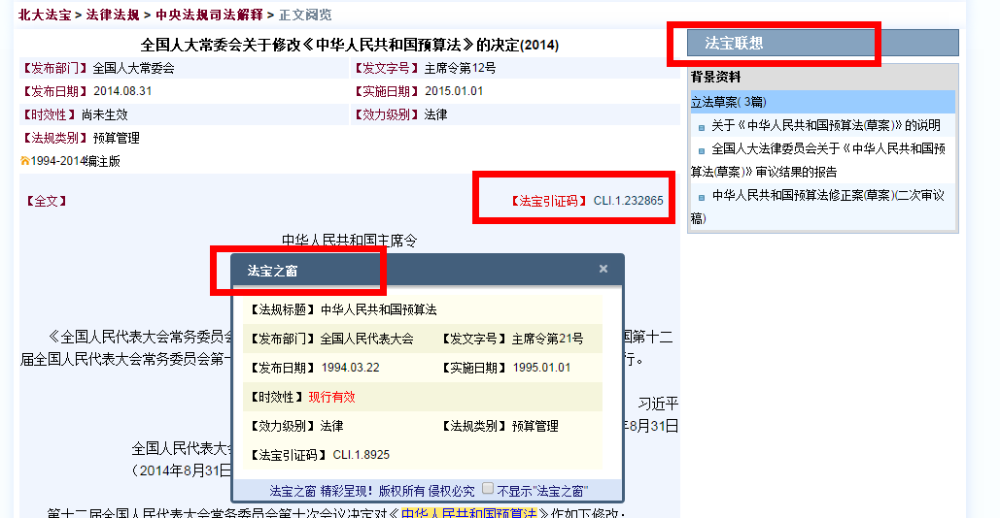 北大法宝 > 法律法规 > 中央法规司法解释 > 正文阅览
全国人大常委会关于修改《中华人民共和国预算法》的决定(2014)
【发布部门】 全国人大常委会 【发文字号】 主席令第12号
【发布日期】 2014.08.31 【实施日期】 2015.01.01
【时效性】 尚未生效 【效力级别】 法律
【法规类别】 预算管理
1994-2014编注版
【全文】 【法宝引证码】 CLI.1.232865
中华人民共和国主席令
《全国人民代表大会常务委员会 国第十二
届全国人民代表大会常务委员会第十 行。
习近平
年8月31日
全国人民代表大会
（2014年8月31日
第十二届全国人民代表大会常务委员会第十次会议决定对《中华人民共和国预算法》作如下修改：
法宝之窗 ×
【法规标题】 中华人民共和国预算法
【发布部门】 全国人民代表大会 【发文字号】 主席令第21号
【发布日期】 1994.03.22 【实施日期】 1995.01.01
【时效性】 现行有效
【效力级别】 法律 【法规类别】 预算管理
【法宝引证码】 CLI.1.8925
法宝之窗 精彩呈现！版权所有 侵权必究 不显示"法宝之窗"
法宝联想
背景资料
立法草案( 3篇)
关于《中华人民共和国预算法(草案)》的说明
全国人大法律委员会关于《中华人民共和国预
算法(草案)》审议结果的报告
中华人民共和国预算法修正案(草案)(二次审议
稿)